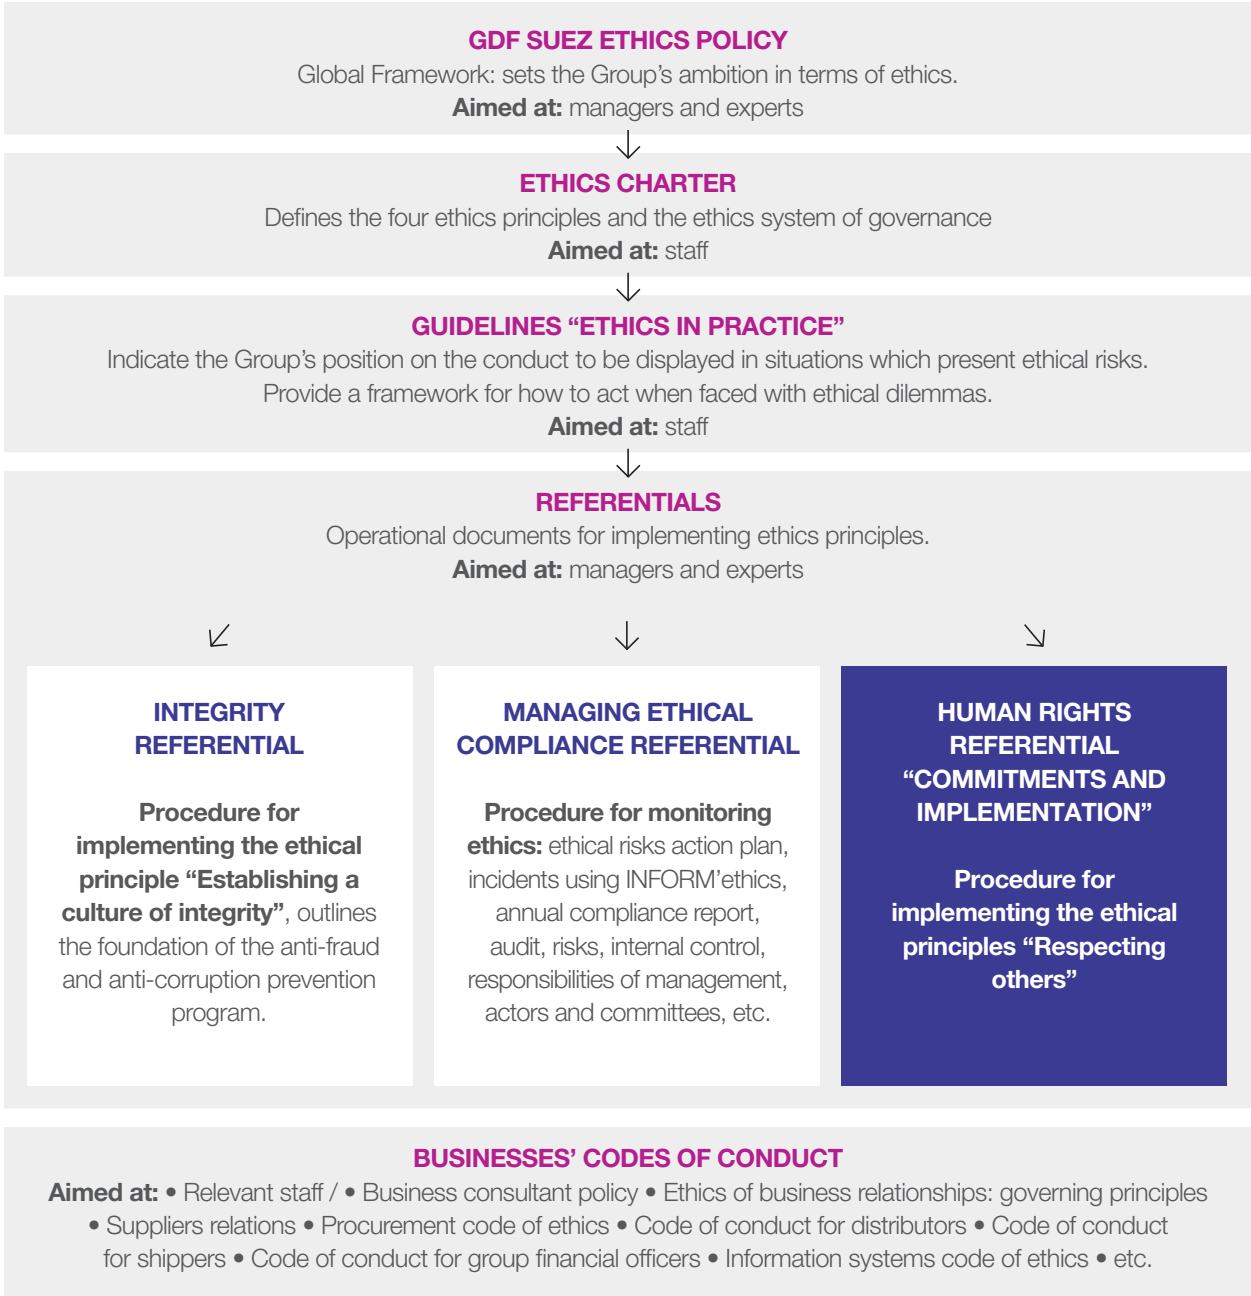 GDF SUEZ ETHICS POLICY
Global Framework: sets the Group’s ambition in terms of ethics.
Aimed at: managers and experts
ETHICS CHARTER
Defines the four ethics principles and the ethics system of governance
Aimed at: staff
GUIDELINES “ETHICS IN PRACTICE”
Indicate the Group’s position on the conduct to be displayed in situations which present ethical risks.
Provide a framework for how to act when faced with ethical dilemmas.
Aimed at: staff
REFERENTIALS
Operational documents for implementing ethics principles.
Aimed at: managers and experts
INTEGRITY
REFERENTIAL
Procedure for
implementing the ethical
principle “Establishing a
culture of integrity”, outlines
the foundation of the anti-fraud
and anti-corruption prevention
program.
MANAGING ETHICAL
COMPLIANCE REFERENTIAL
Procedure for monitoring
ethics: ethical risks action plan,
incidents using INFORM’ethics,
annual compliance report,
audit, risks, internal control,
responsibilities of management,
actors and committees, etc.
HUMAN RIGHTS
REFERENTIAL
“COMMITMENTS AND
IMPLEMENTATION”
Procedure for
implementing the ethical
principles “Respecting
others”
BUSINESSES’ CODES OF CONDUCT
Aimed at: • Relevant staff / • Business consultant policy • Ethics of business relationships: governing principles
• Suppliers relations • Procurement code of ethics • Code of conduct for distributors • Code of conduct
for shippers • Code of conduct for group financial officers • Information systems code of ethics • etc.